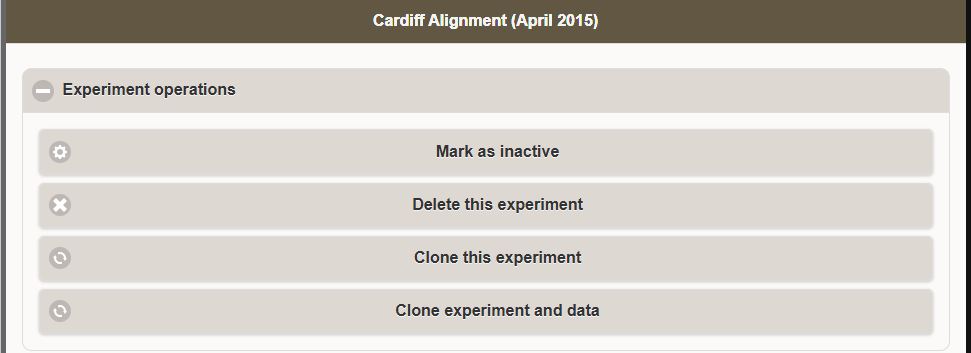 Cardiff Alignment (April 2015)
Experiment operations
Mark as inactive
Delete this experiment
Clone this experiment
Clone experiment and data